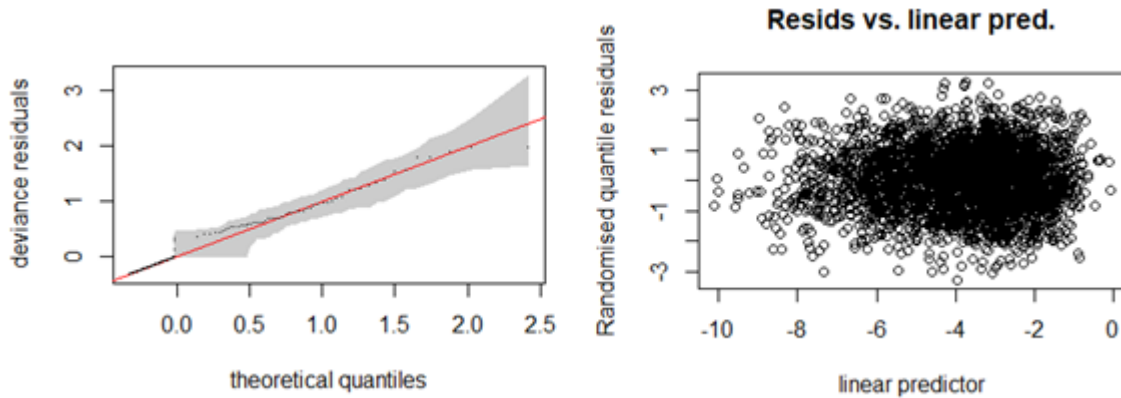 deviance residuals
3
2
1
0
0.0 0.5 1.0 1.5 2.0 2.5
theoretical quantiles
Resids vs. linear pred.
Randomised quantile residuals
3
1
-1
-3
-10 -8 -6 -4 -2 0
linear predictor